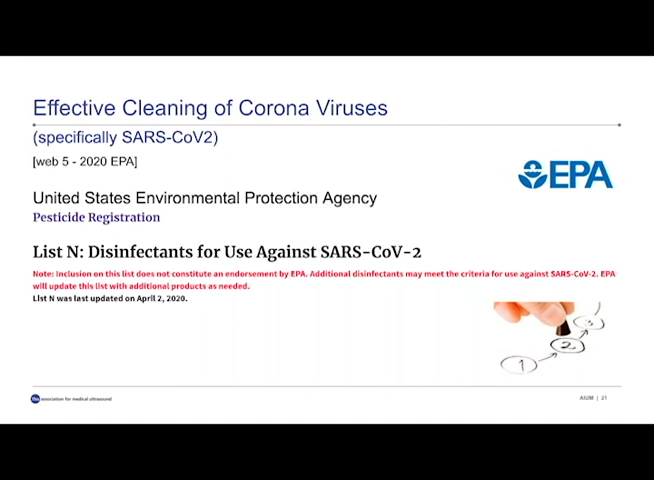 Effective Cleaning of Corona Viruses
(specifically SARS-CoV2)
[web 5 - 2020 EPA]
EPA
United States Environmental Protection Agency
Pesticide Registration
List N: Disinfectants for Use Against SARS-CoV-2
Note: Inclusion on this list does not constitute an endorsement by EPA. Additional disinfectants may meet the criteria for use against SARS-CoV-2. EPA
will update this list with additional products as needed.
List N was last updated on April 2, 2020.
1
2
3
association for medical ultrasound
AIUM | 21